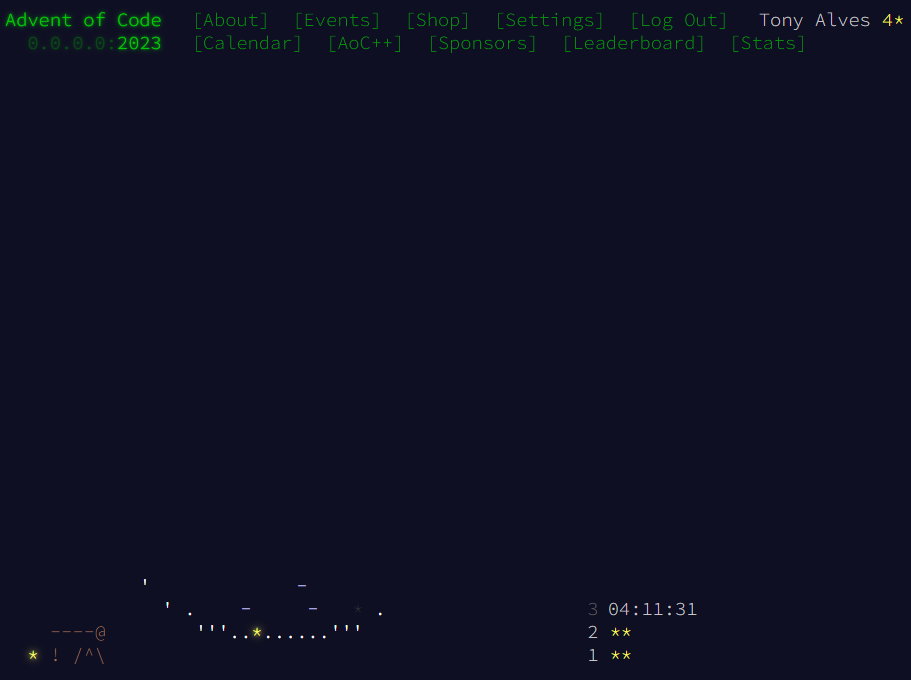 Advent of Code [About] [Events] [Shop] [Settings] [Log Out] Tony Alves 4*
0.0.0.0:2023 [Calendar] [AoC++] [Sponsors] [Leaderboard] [Stats]
' -
' . - - * . 3 04:11:31
----@ '''..*......''' 2 **
* ! /^\ 1 **